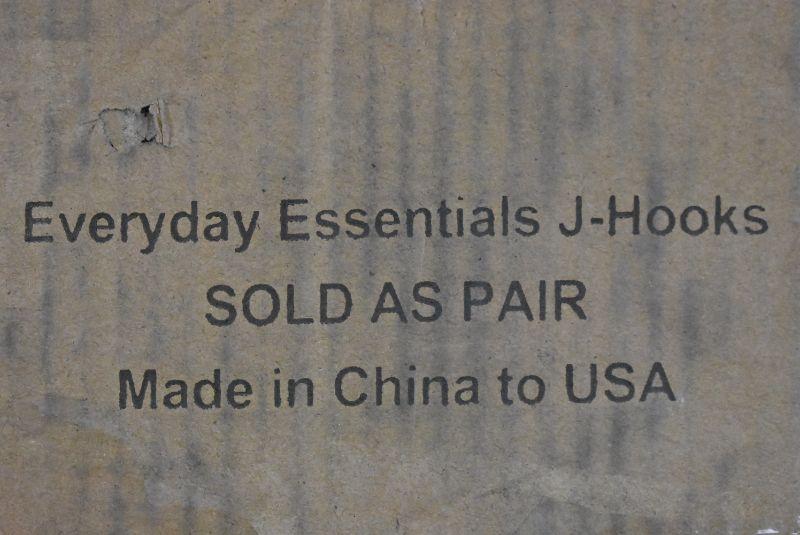 Everyday Essentials J-Hooks
SOLD AS PAIR
Made in China to USA